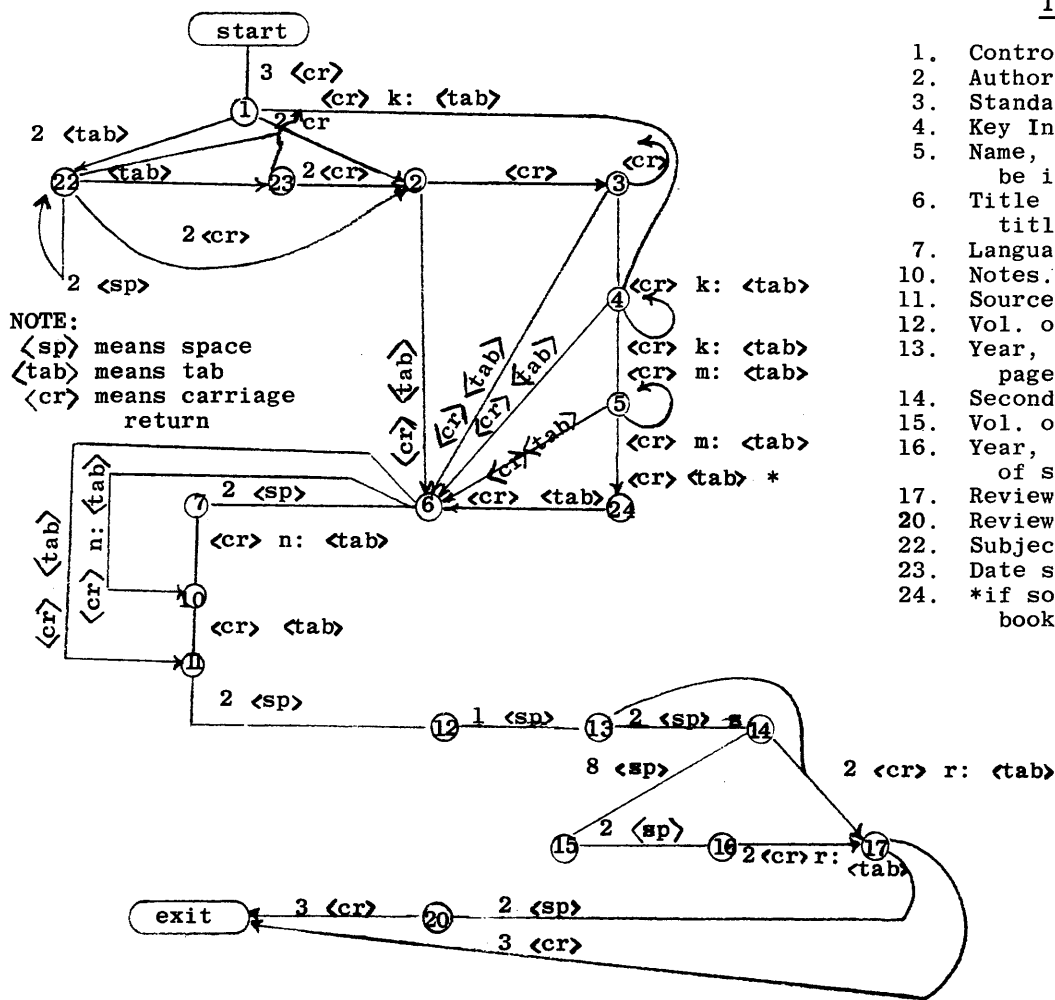 start
3 <cr>
1
<cr> k: <tab>
2 cr
2 <tab>
22
<tab>
23
2<cr>
2
<cr>
3
<cr>
2<cr>
2 <sp>
4
<cr> k: <tab>
NOTE:
<sp> means space
<tab> means tab
<cr> means carriage
return
<cr> k: <tab>
<cr> m: <tab>
5
<cr> <tab>
<cr> <tab>
<cr> <tab>
<cr> <tab>
<cr> m: <tab>
<cr> <tab> *
24
<cr> <tab>
6
2 <sp>
7
<cr> n: <tab>
<cr> n: <tab>
<cr> <tab>
10
<cr> <tab>
11
2 <sp>
12
1 <sp>
13
2 <sp>
14
8 <sp>
2 <cr> r: <tab>
15
2 <sp>
16
2<cr> r:
<tab>
17
exit
3 <cr>
20
2 <sp>
3 <cr>
1. Contro
2. Author
3. Standa
4. Key In
5. Name,
be i
6. Title
titl
7. Langua
10. Notes.
11. Source
12. Vol. o
13. Year,
page
14. Second
15. Vol. o
16. Year,
of s
17. Review
20. Review
22. Subjec
23. Date s
24. *if so
book